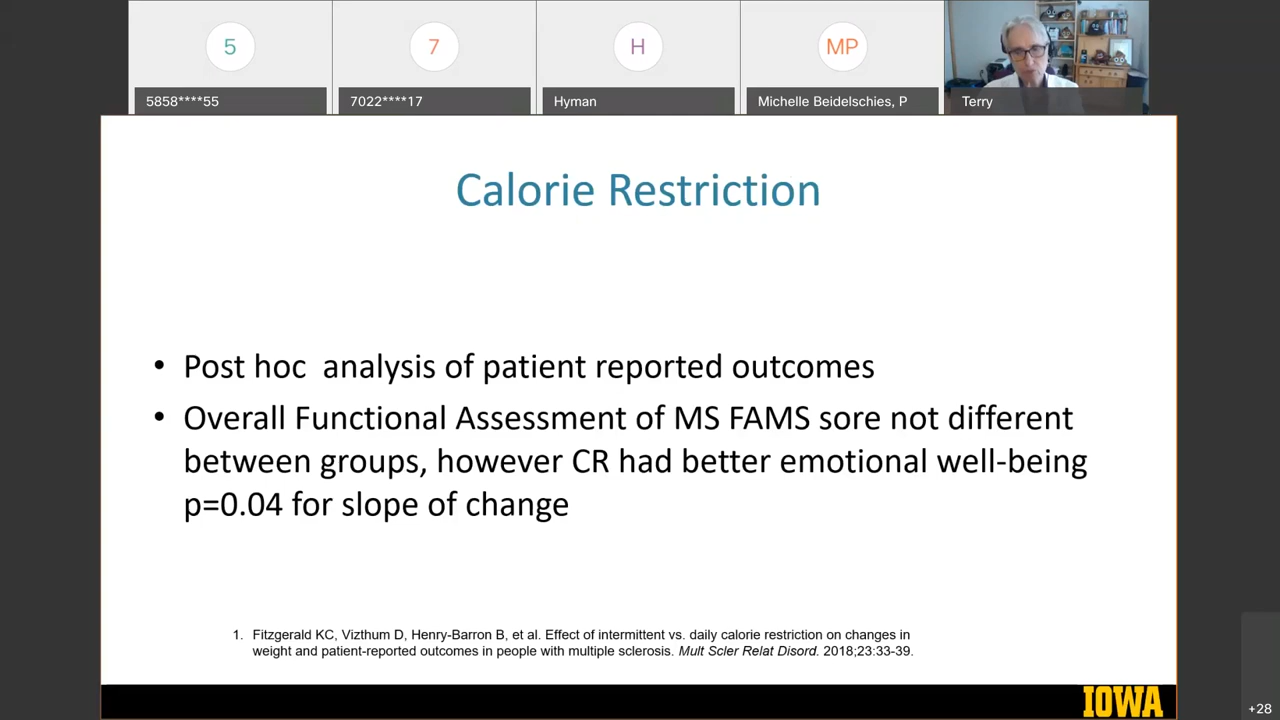 5
7
H
MP
5858****55
7022****17
Hyman
Michelle Beidelschies, P
Terry
Calorie Restriction
• Post hoc  analysis of patient reported outcomes
• Overall Functional Assessment of MS FAMS sore not different
between groups, however CR had better emotional well-being
p=0.04 for slope of change
1. Fitzgerald KC, Vizthum D, Henry-Barron B, et al. Effect of intermittent vs. daily calorie restriction on changes in
weight and patient-reported outcomes in people with multiple sclerosis. Mult Scler Relat Disord. 2018;23:33-39.
IOWA
+28